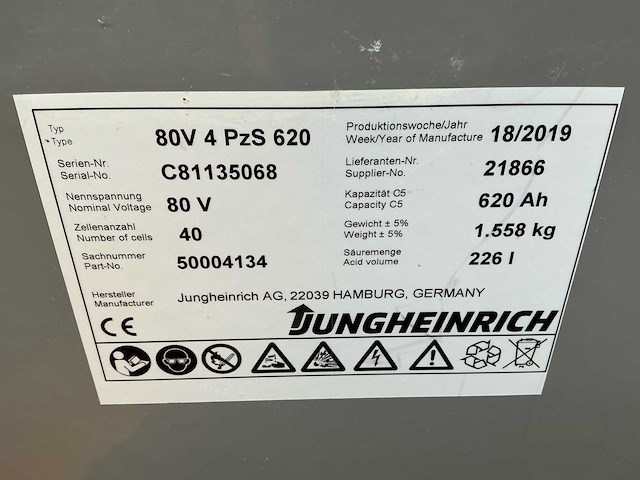 Typ
Type
80V 4 PzS 620
Produktionswoche/Jahr
Week/Year of Manufacture
18/2019
Serien-Nr.
Serial-No.
C81135068
Lieferanten-Nr.
Supplier-No.
21866
Nennspannung
Nominal Voltage
80 V
Kapazität C5
Capacity C5
620 Ah
Zellenanzahl
Number of cells
40
Gewicht ± 5%
Weight ± 5%
1.558 kg
Sachnummer
Part-No.
50004134
Säuremenge
Acid volume
226 l
Hersteller
Manufacturer
Jungheinrich AG, 22039 HAMBURG, GERMANY
CE
JUNGHEINRICH